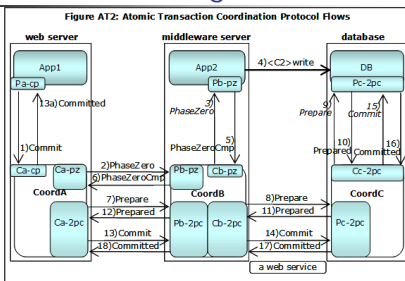 Figure AT2: Atomic Transaction Coordination Protocol Flows
web server
middleware server
database
App1
App2
4)<C2>write
DB
Pa-cp
Pb-pz
Pc-2pc
13a)Committed
3)
PhaseZero
9)
Prepare
15)
Commit
1)Commit
5)
PhaseZeroCmp
10)
Prepared
16)
Committed
Ca-cp
Ca-pz
2)PhaseZero
6)PhaseZeroCmp
Pb-pz
Cb-pz
Cc-2pc
CoordA
CoordB
CoordC
7)Prepare
8)Prepare
12)Prepared
11)Prepared
Ca-2pc
Pb-2pc
Cb-2pc
Pc-2pc
13)Commit
14)Commit
18)Committed
17)Committed
a web service